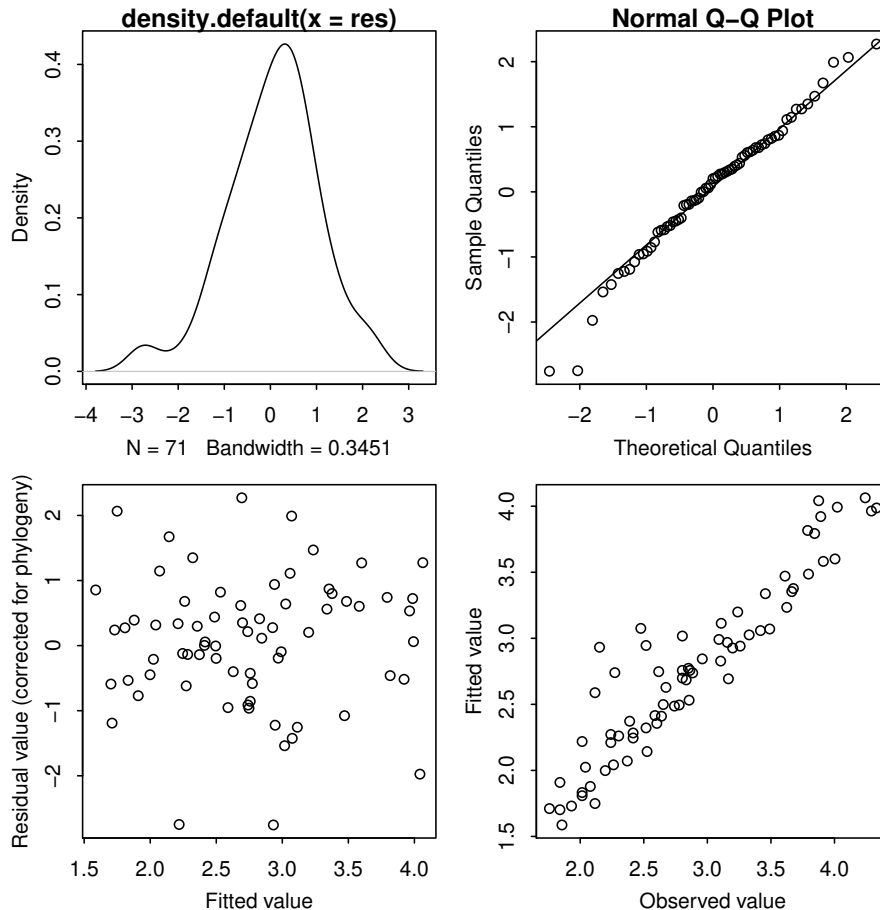 density.default(x = res)
Density
0.0 0.1 0.2 0.3 0.4
−4 −3 −2 −1 0 1 2 3
N = 71 Bandwidth = 0.3451
Normal Q−Q Plot
Sample Quantiles
−2 −1 0 1 2
−2 −1 0 1 2
Theoretical Quantiles
Residual value (corrected for phylogeny)
−2 −1 0 1 2
1.5 2.0 2.5 3.0 3.5 4.0
Fitted value
Fitted value
1.5 2.0 2.5 3.0 3.5 4.0
2.0 2.5 3.0 3.5 4.0
Observed value